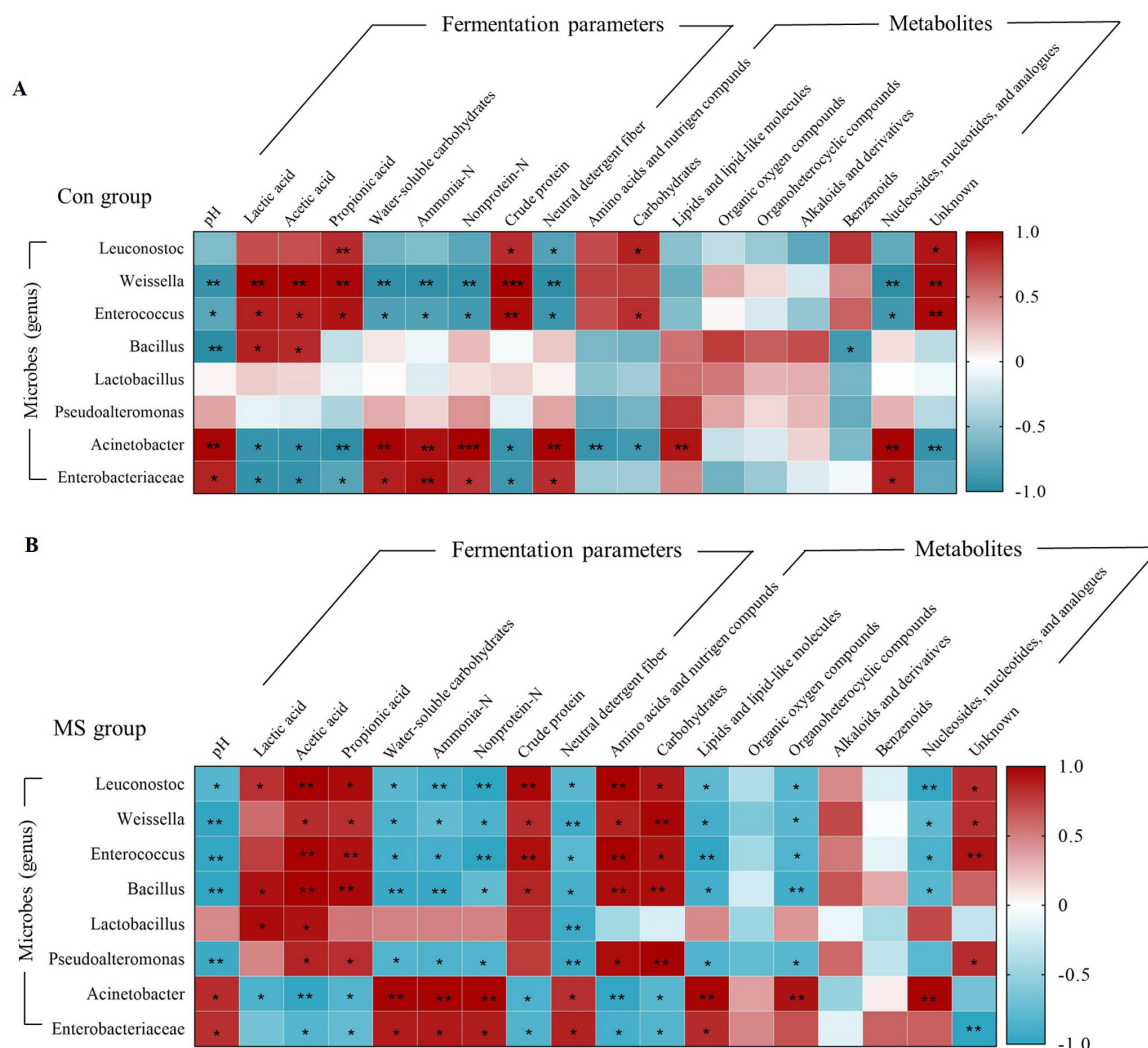 A
Fermentation parameters
Metabolites
Con group
pH
Lactic acid
Acetic acid
Propionic acid
Water-soluble carbohydrates
Ammonia-N
Nonprotein-N
Crude protein
Neutral detergent fiber
Amino acids and nutrigen compunds
Carbohydrates
Lipids and lipid-like molecules
Organic oxygen compounds
Organoheterocyclic compounds
Alkaloids and derivatives
Benzenoids
Nucleosides, nucleotides, and analogues
Unknown
Microbes (genus)
Leuconostoc ** * * * *
Weissella ** ** ** ** ** ** ** *** ** ** **
Enterococcus * * * * * * * ** * * * **
Bacillus ** * * *
Lactobacillus
Pseudoalteromonas
Acinetobacter ** * * ** ** ** *** * ** ** * ** ** **
Enterobacteriaceae * * * * * ** * * * *
1.0
0.5
0
-0.5
-1.0
B
Fermentation parameters
Metabolites
MS group
pH
Lactic acid
Acetic acid
Propionic acid
Water-soluble carbohydrates
Ammonia-N
Nonprotein-N
Crude protein
Neutral detergent fiber
Amino acids and nutrigen compunds
Carbohydrates
Lipids and lipid-like molecules
Organic oxygen compounds
Organoheterocyclic compounds
Alkaloids and derivatives
Benzenoids
Nucleosides, nucleotides, and analogues
Unknown
Microbes (genus)
Leuconostoc * * ** * * ** ** ** * ** * * * ** *
Weissella ** * * * * * * ** * ** * * * *
Enterococcus ** ** ** * * ** ** * ** * ** * * **
Bacillus ** * ** ** ** ** * * * ** ** * ** *
Lactobacillus * * **
Pseudoalteromonas ** * * * * * ** * ** * * *
Acinetobacter * * ** * ** ** ** * * ** * ** ** **
Enterobacteriaceae * * * * * * * * * * * **
1.0
0.5
0
-0.5
-1.0